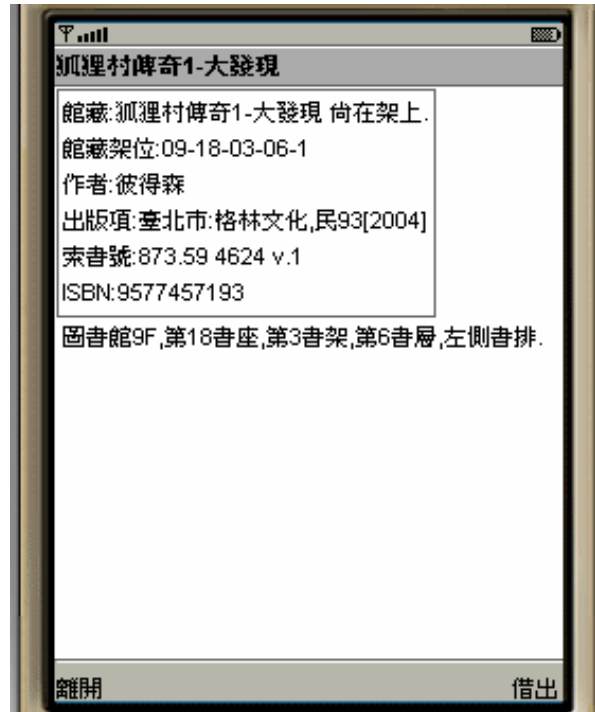 狐狸村傳奇1-大發現
館藏:狐狸村傳奇1-大發現 尙在架上.
館藏架位:09-18-03-06-1
作者:彼得森
出版項:臺北市:格林文化,民93[2004]
索書號:873.59 4624 v.1
ISBN:9577457193
圖書館9F,第18書座,第3書架,第6書層,左側書排.
離開
借出